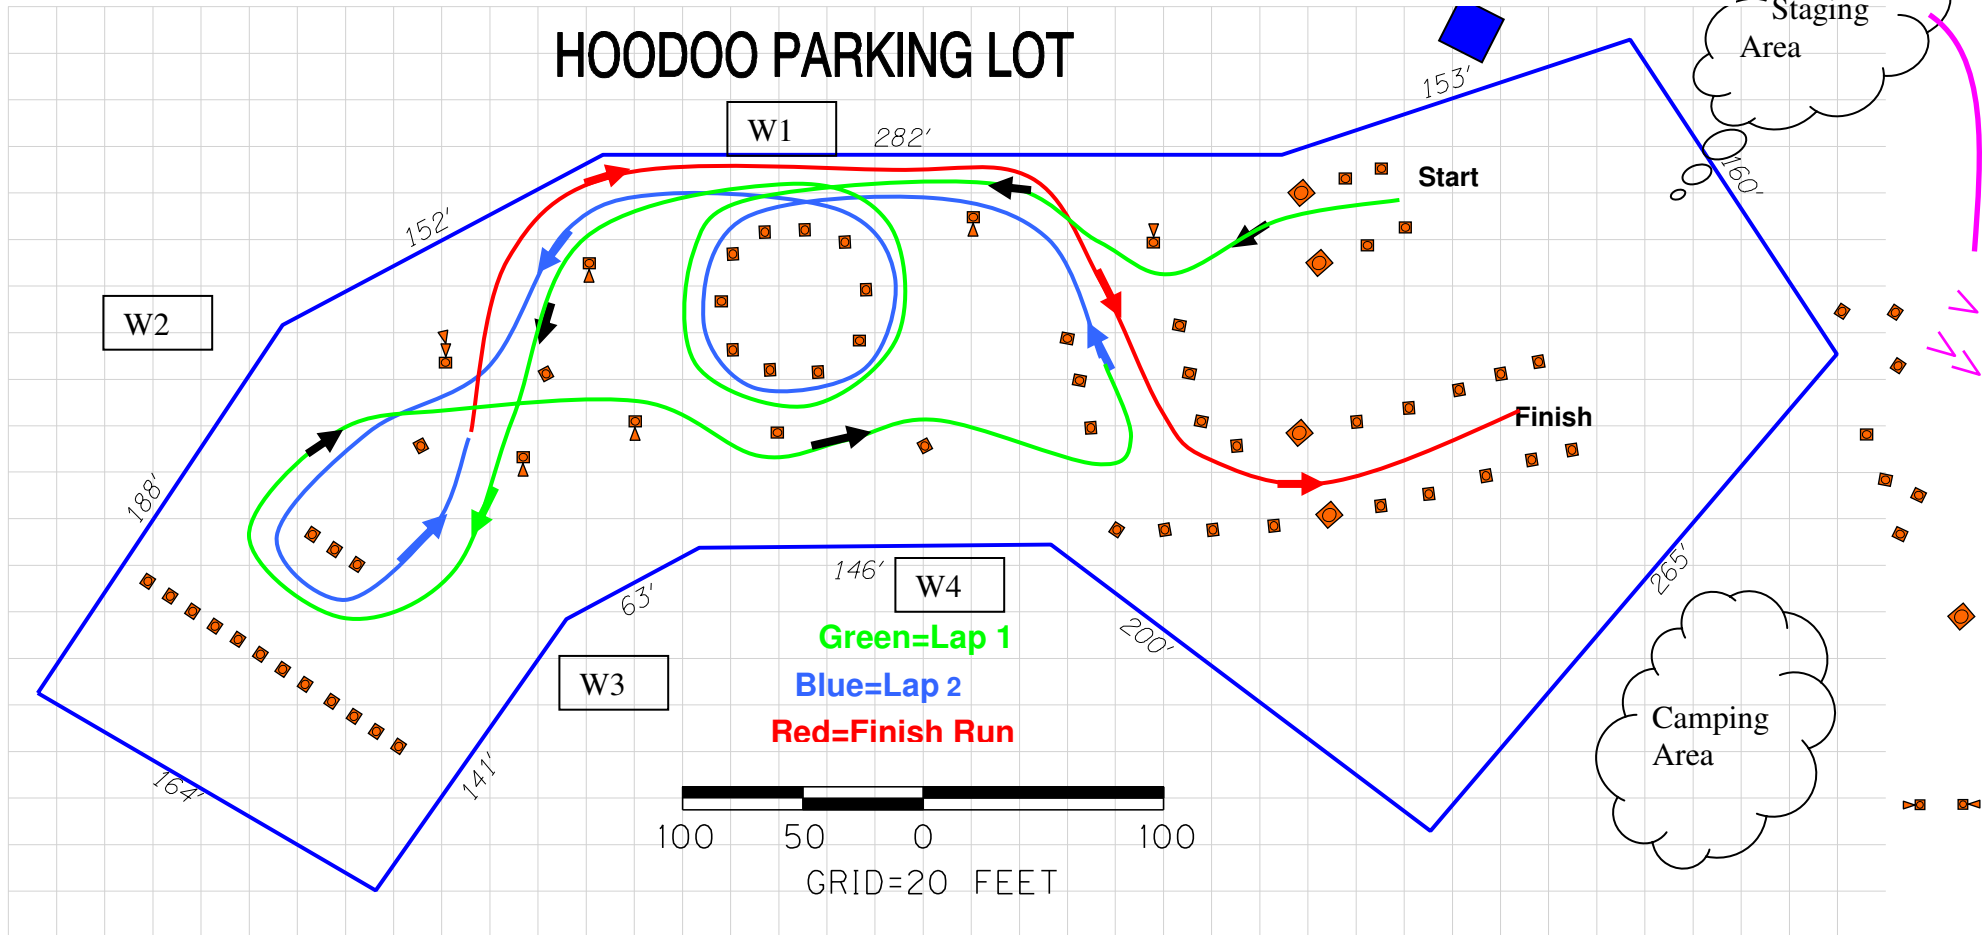 HOODOO PARKING LOT
Staging
Area
153'
W1
282'
160'
Start
152'
W2
Finish
188'
146'
W4
63'
265'
Green=Lap 1
200'
W3
Blue=Lap 2
Camping
Area
Red=Finish Run
164'
141'
100 50 0 100
GRID=20 FEET